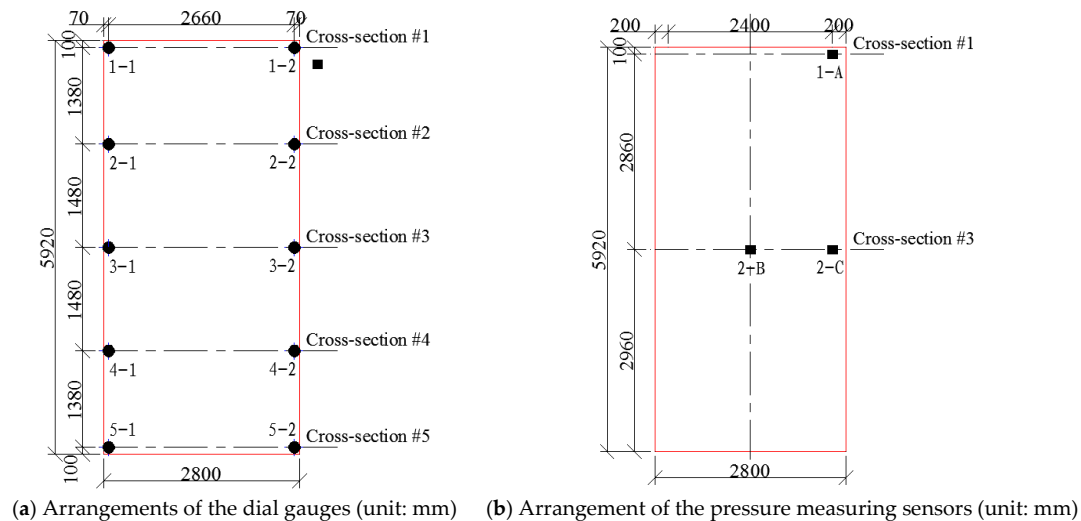 70 2660 70
100
Cross-section #1
1-1 1-2
1380
Cross-section #2
2-1 2-2
1480
5920
Cross-section #3
3-1 3-2
1480
Cross-section #4
4-1 4-2
1380
5-1 5-2
Cross-section #5
100
2800
(a) Arrangements of the dial gauges (unit: mm)
200 2400 200
100
Cross-section #1
1-A
2860
5920
Cross-section #3
2-B 2-C
2960
2800
(b) Arrangement of the pressure measuring sensors (unit: mm)